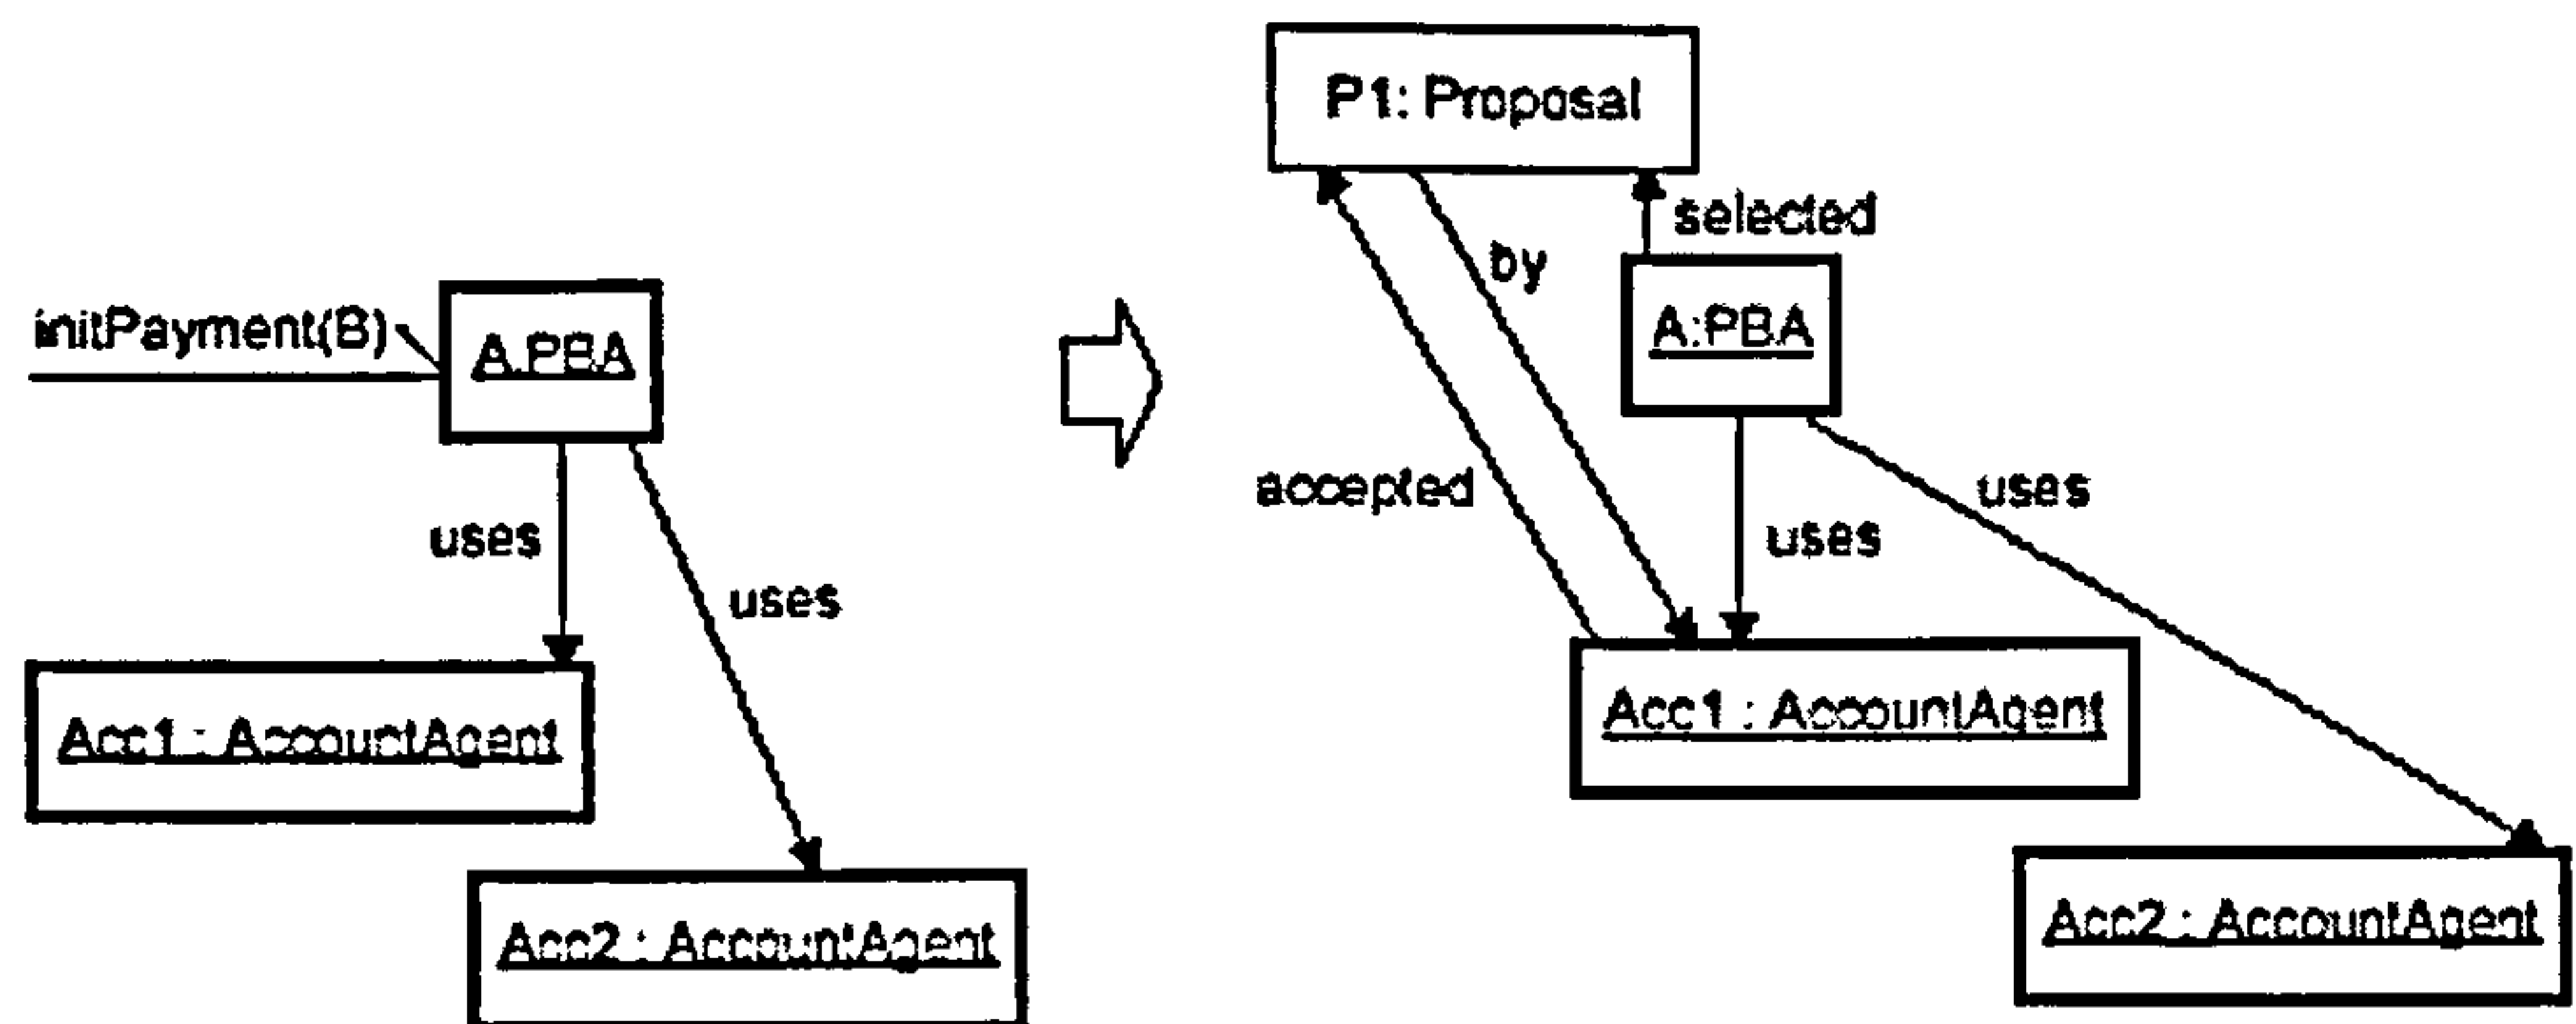 initPayment(B)
A.PBA
uses
uses
Acc1 : AccountAgent
Acc2 : AccountAgent
P1: Proposal
selected
by
A:PBA
accepted
uses
uses
Acc1 : AccountAgent
Acc2 : AccountAgent